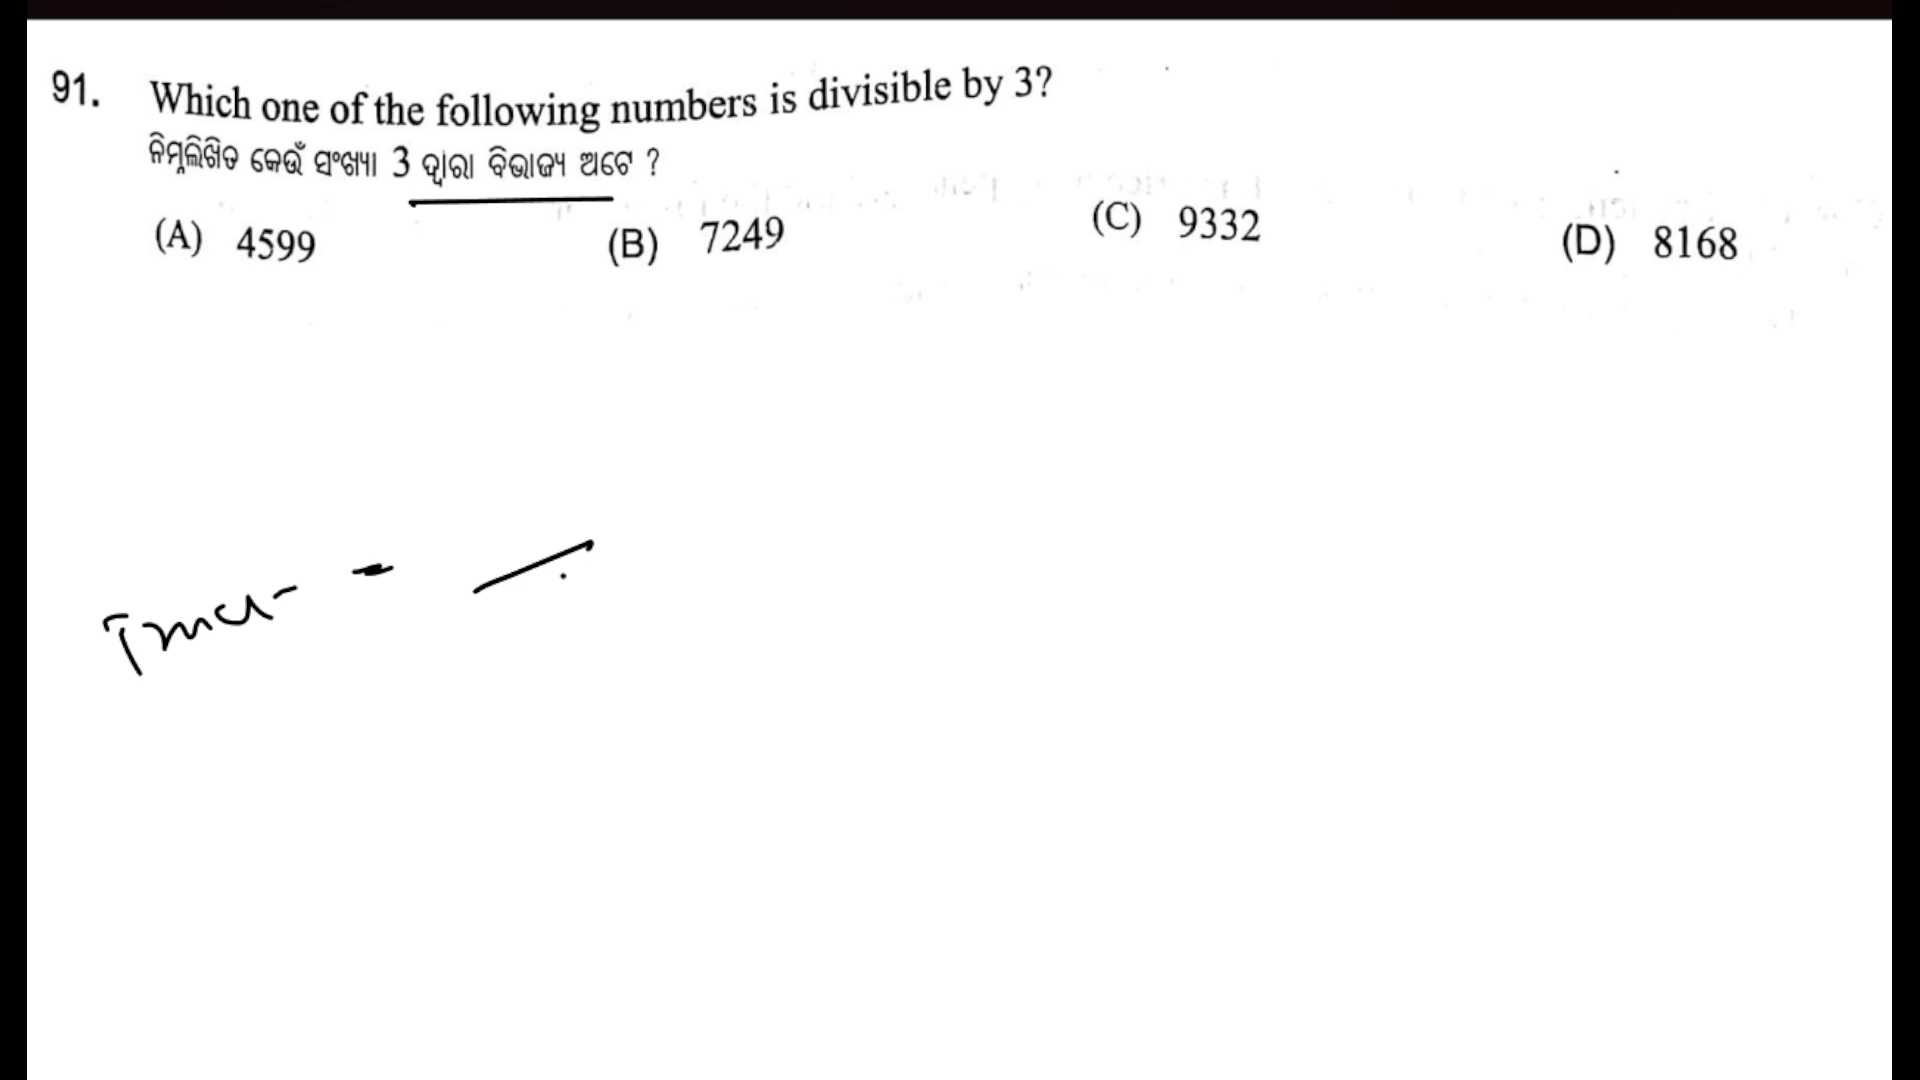 91. Which one of the following numbers is divisible by 3?
ନିମ୍ନଲିଖିତ କେଉଁ ସଂଖ୍ୟା 3 ଦ୍ୱାରା ବିଭାଜ୍ୟ ଅଟେ ?
(A) 4599 (B) 7249 (C) 9332 (D) 8168